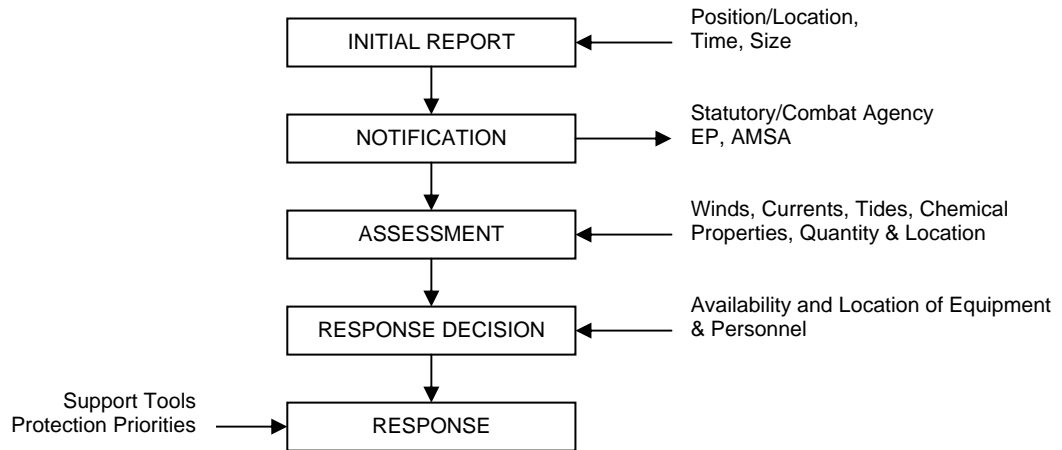 INITIAL REPORT
Position/Location,
Time, Size
NOTIFICATION
Statutory/Combat Agency
EP, AMSA
ASSESSMENT
Winds, Currents, Tides, Chemical
Properties, Quantity & Location
RESPONSE DECISION
Availability and Location of Equipment
& Personnel
Support Tools
Protection Priorities
RESPONSE